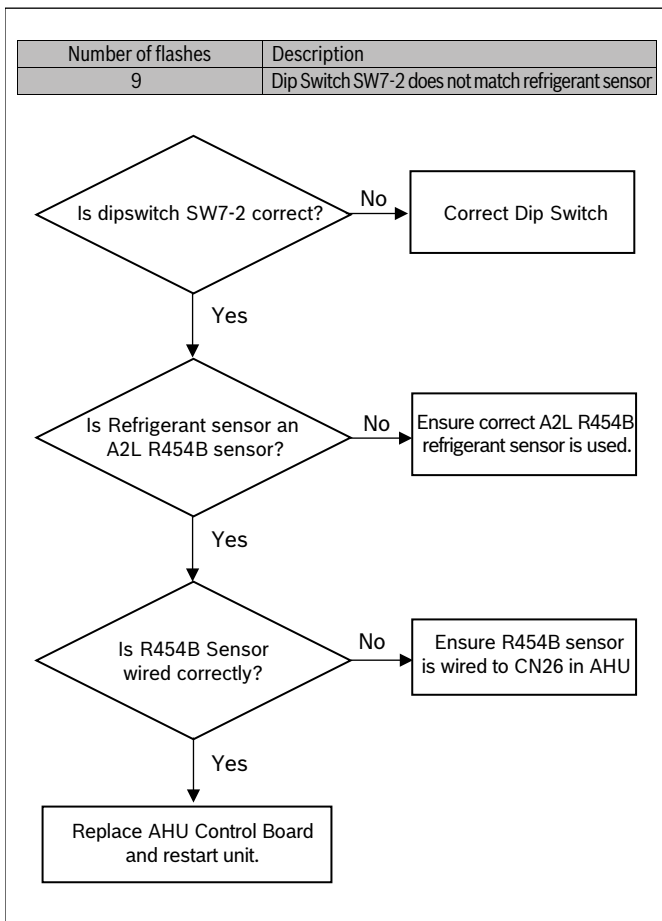 Number of flashes Description
9 Dip Switch SW7-2 does not match refrigerant sensor
Is dipswitch SW7-2 correct?
No
Correct Dip Switch
Yes
Is Refrigerant sensor an
A2L R454B sensor?
No
Ensure correct A2L R454B
refrigerant sensor is used.
Yes
Is R454B Sensor
wired correctly?
No
Ensure R454B sensor
is wired to CN26 in AHU
Yes
Replace AHU Control Board
and restart unit.